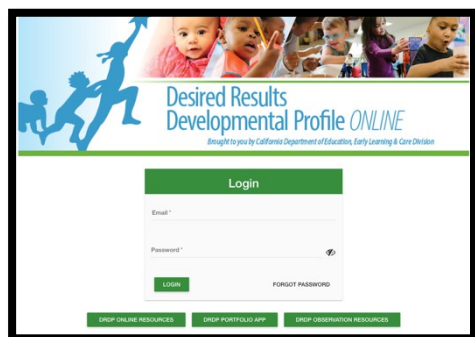 Desired Results
Developmental Profile ONLINE
Brought to you by California Department of Education, Early Learning & Care Division
Login
Email *
Password *
LOGIN
FORGOT PASSWORD
DRDP ONLINE RESOURCES
DRDP PORTFOLIO APP
DRDP OBSERVATION RESOURCES